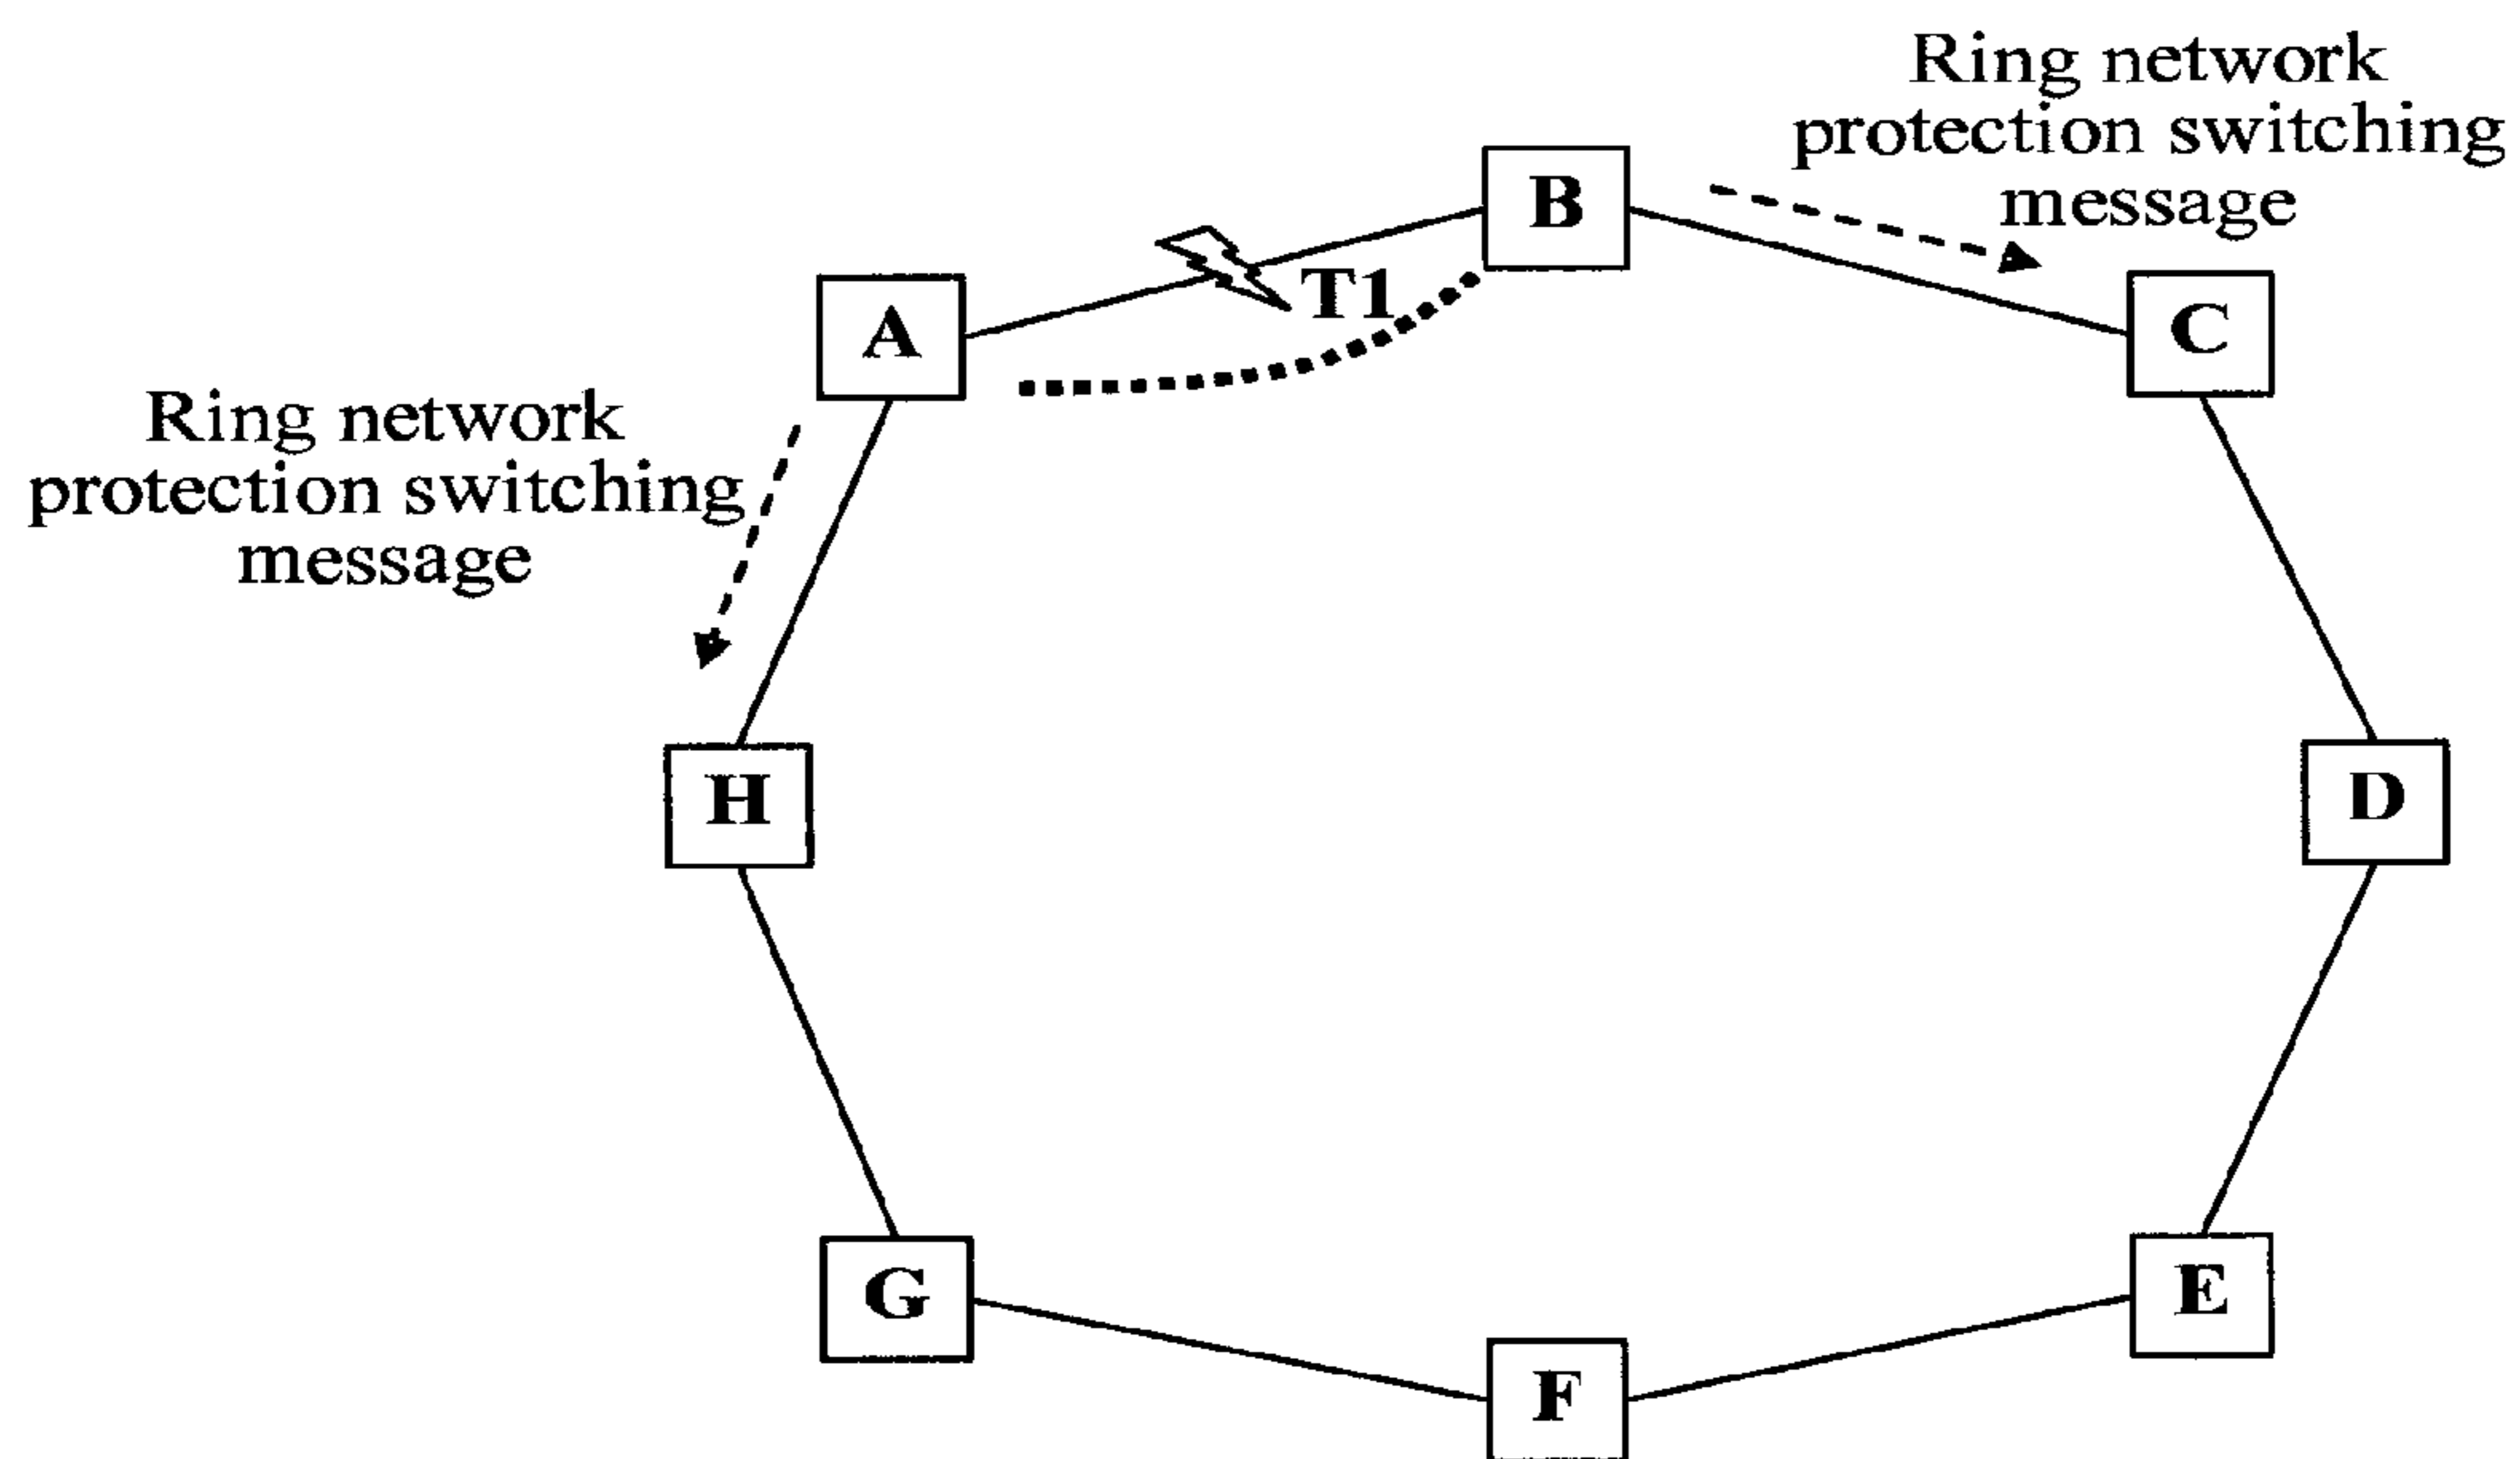 Ring network
protection switching
message
B
T1
A
C
Ring network
protection switching
message
H
D
G
E
F